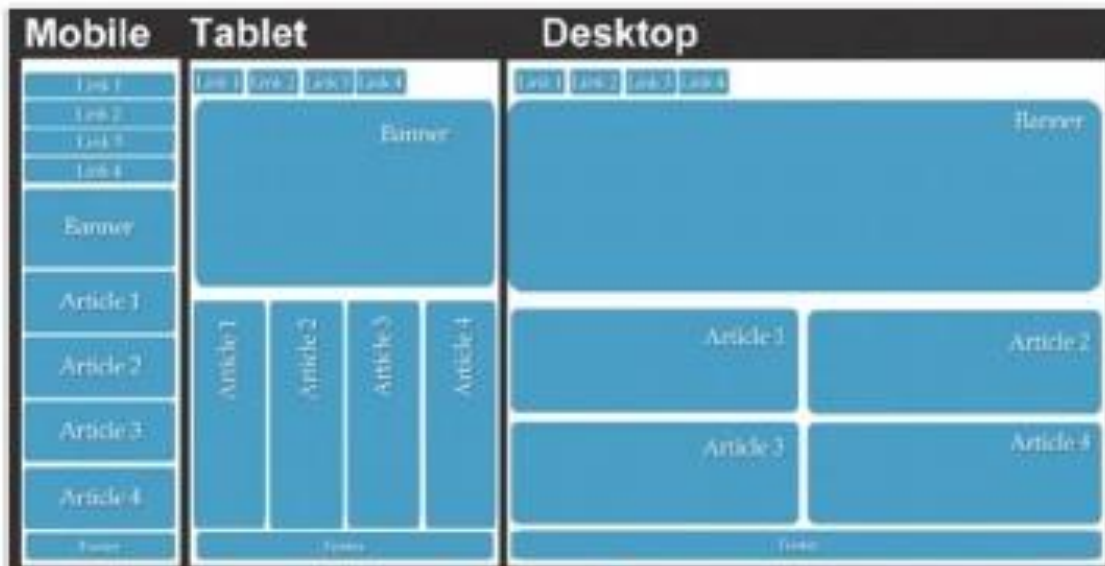 Mobile
Link 1
Link 2
Link 3
Link 4
Banner
Article 1
Article 2
Article 3
Article 4
Footer
Tablet
Link 1 Link 2 Link 3 Link 4
Banner
Article 1
Article 2
Article 3
Article 4
Footer
Desktop
Link 1 Link 2 Link 3 Link 4
Banner
Article 1 Article 2
Article 3 Article 4
Footer